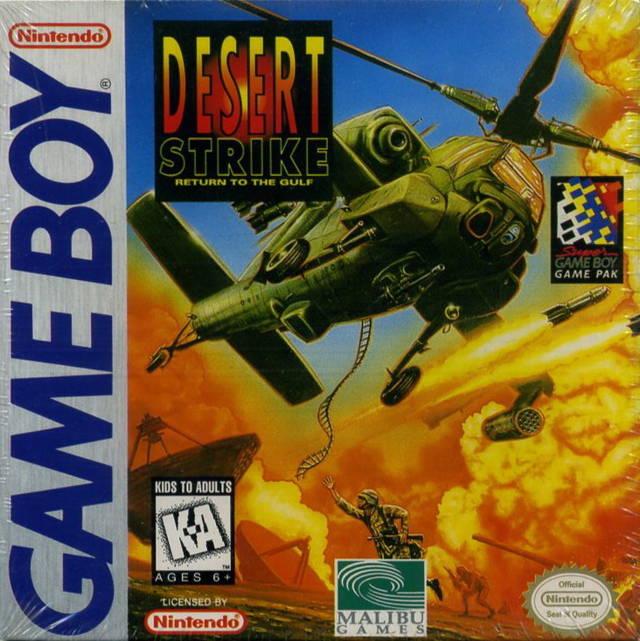 Nintendo
GAME BOY
®
DESERT
STRIKE
RETURN TO THE GULF
Super
GAME BOY
GAME PAK
KIDS TO ADULTS
K-A
AGES 6+
LICENSED BY
Nintendo
MALIBU
GAMES
Official
Nintendo
Seal of Quality